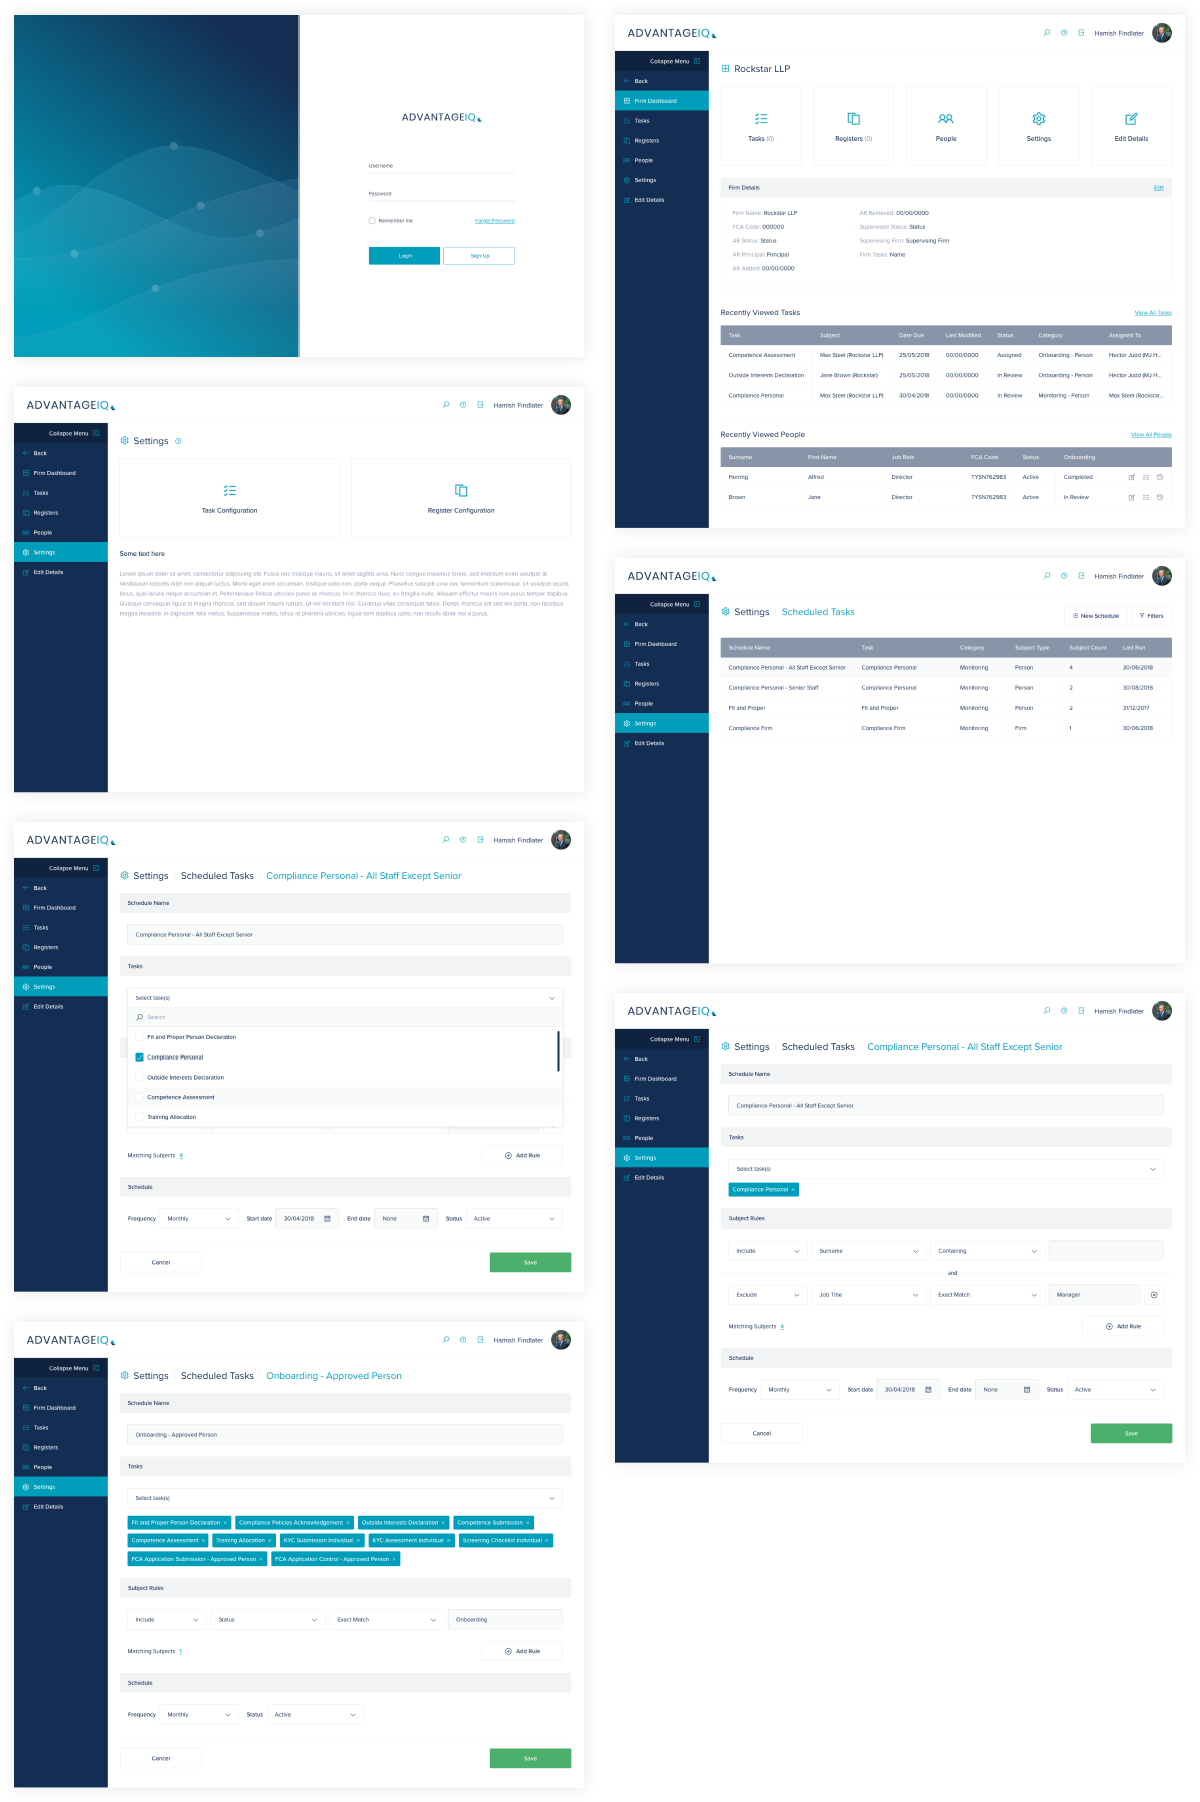 ADVANTAGEIQ
Username
Password
Remember me Forgot Password
Login Sign Up
ADVANTAGEIQ Hamish Findlater
Collapse Menu
Back
Firm Dashboard
Tasks
Registers
People
Settings
Edit Details
Rockstar LLP
Tasks (0) Registers (0) People Settings Edit Details
Firm Details Edit
Firm Name: Rockstar LLP AR Removed: 00/00/0000
FCA Code: 000000 Supervised Status: Status
AR Status: Status Supervising Firm: Supervising Firm
AR Principal: Principal Firm Tasks: Name
AR Added: 00/00/0000
Recently Viewed Tasks View All Tasks
Task Subject Date Due Last Modified Status Category Assigned To
Competence Assessment Max Steel (Rockstar LLP) 25/05/2018 00/00/0000 Assigned Onboarding - Person Hector Judd (MJ H...
Outside Interests Declaration Jane Brown (Rockstar) 25/05/2018 00/00/0000 In Review Onboarding - Person Hector Judd (MJ H...
Compliance Personal Max Steel (Rockstar LLP) 30/04/2018 00/00/0000 In Review Monitoring - Person Max Steel (Rockstar...
Recently Viewed People View All People
Surname First Name Job Role FCA Code Status Onboarding
Herring Alfred Director TYSN762983 Active Completed
Brown Jane Director TYSN762983 Active In Review
ADVANTAGEIQ Hamish Findlater
Collapse Menu
Back
Firm Dashboard
Tasks
Registers
People
Settings
Edit Details
Settings
Task Configuration Register Configuration
Some text here
Lorem ipsum dolor sit amet, consectetur adipiscing elit. Fusce nec tristique mauris, sit amet sagittis urna. Nunc congue maximus lorem, sed interdum enim volutpat at.
Vestibulum lobortis nibh non aliquet luctus. Morbi eget enim accumsan, tristique odio non, porta neque. Phasellus suscipit urna nec fermentum scelerisque. Ut volutpat iaculis
lacus, quis iaculis neque accumsan et. Pellentesque finibus ultricies purus ac rhoncus. In in rhoncus risus, eu fringilla nulla. Aliquam efficitur mauris non purus tempor dapibus.
Quisque consequat ligula at magna rhoncus, sed aliquet mauris rutrum. Ut vel tincidunt nisi. Curabitur vitae consequat tellus. Donec rhoncus elit sed leo porta, non faucibus
magna molestie. In dignissim felis metus. Suspendisse mattis, tellus id pharetra ultricies, ligula sem dapibus justo, non iaculis dolor leo a purus.
ADVANTAGEIQ Hamish Findlater
Collapse Menu
Back
Firm Dashboard
Tasks
Registers
People
Settings
Edit Details
Settings Scheduled Tasks
New Schedule Filters
Schedule Name Task Category Subject Type Subject Count Last Run
Compliance Personal - All Staff Except Senior Compliance Personal Monitoring Person 4 30/06/2018
Compliance Personal - Senior Staff Compliance Personal Monitoring Person 2 30/08/2018
Fit and Proper Fit and Proper Monitoring Person 2 31/12/2017
Compliance Firm Compliance Firm Monitoring Firm 1 30/06/2018
ADVANTAGEIQ Hamish Findlater
Collapse Menu
Back
Firm Dashboard
Tasks
Registers
People
Settings
Edit Details
Settings Scheduled Tasks Compliance Personal - All Staff Except Senior
Schedule Name
Compliance Personal - All Staff Except Senior
Tasks
Select task(s)
Search
Fit and Proper Person Declaration
Compliance Personal
Outside Interests Declaration
Competence Assessment
Training Allocation
Matching Subjects 4 Add Rule
Schedule
Frequency Monthly Start date 30/04/2018 End date None Status Active
Cancel Save
ADVANTAGEIQ Hamish Findlater
Collapse Menu
Back
Firm Dashboard
Tasks
Registers
People
Settings
Edit Details
Settings Scheduled Tasks Compliance Personal - All Staff Except Senior
Schedule Name
Compliance Personal - All Staff Except Senior
Tasks
Select task(s)
Compliance Personal ×
Subject Rules
Include Surname Containing
and
Exclude Job Title Exact Match Manager
Matching Subjects 4 Add Rule
Schedule
Frequency Monthly Start date 30/04/2018 End date None Status Active
Cancel Save
ADVANTAGEIQ Hamish Findlater
Collapse Menu
Back
Firm Dashboard
Tasks
Registers
People
Settings
Edit Details
Settings Scheduled Tasks Onboarding - Approved Person
Schedule Name
Onboarding - Approved Person
Tasks
Select task(s)
Fit and Proper Person Declaration × Compliance Policies Acknowledgement × Outside Interests Declaration × Competence Submission ×
Competence Assessment × Training Allocation × KYC Submission Individual × KYC Assessment Individual × Screening Checklist Individual ×
FCA Application Submission - Approved Person × FCA Application Control - Approved Person ×
Subject Rules
Include Status Exact Match Onboarding
Matching Subjects 1 Add Rule
Schedule
Frequency Monthly Status Active
Cancel Save